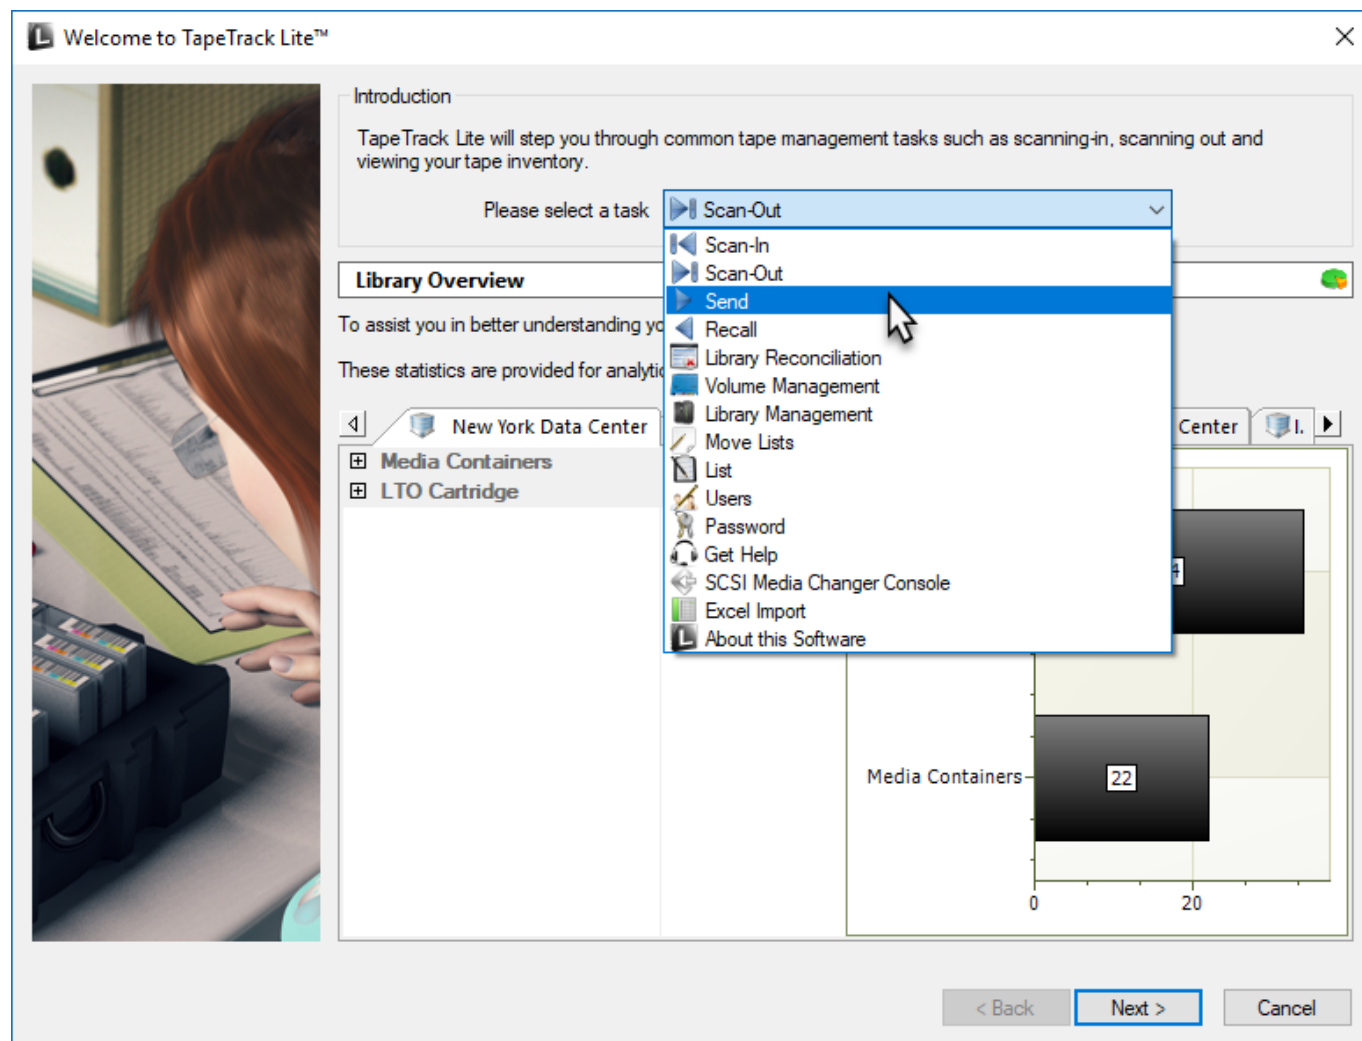 Welcome to TapeTrack Lite™
Introduction
TapeTrack Lite will step you through common tape management tasks such as scanning-in, scanning out and
viewing your tape inventory.
Please select a task
Scan-Out
Scan-In
Scan-Out
Send
Recall
Library Reconciliation
Volume Management
Library Management
Move Lists
List
Users
Password
Get Help
SCSI Media Changer Console
Excel Import
About this Software
Library Overview
To assist you in better understanding
These statistics are provided for
New York Data Center
Center
I.
Media Containers
LTO Cartridge
4
Media Containers
22
0
20
< Back
Next >
Cancel